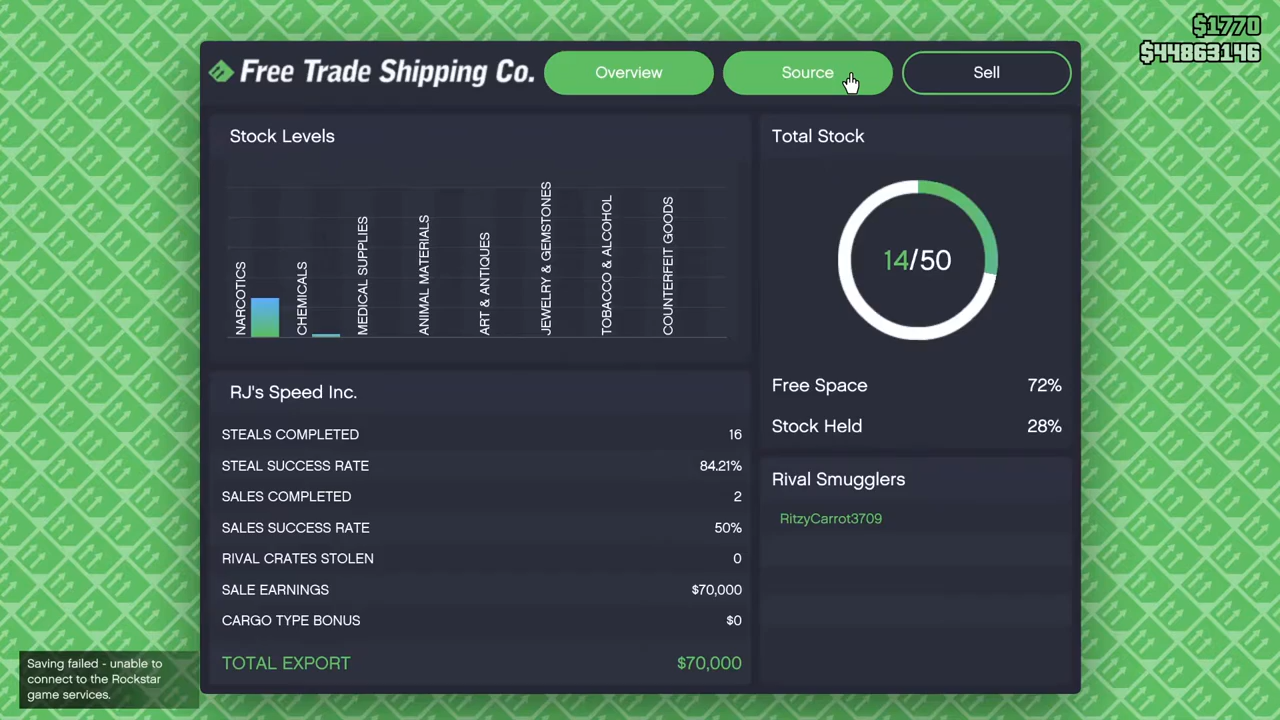 $1770
$44863146
Free Trade Shipping Co.
Overview
Source
Sell
Stock Levels
NARCOTICS
CHEMICALS
MEDICAL SUPPLIES
ANIMAL MATERIALS
ART & ANTIQUES
JEWELRY & GEMSTONES
TOBACCO & ALCOHOL
COUNTERFEIT GOODS
Total Stock
14/50
Free Space 72%
Stock Held 28%
RJ's Speed Inc.
STEALS COMPLETED 16
STEAL SUCCESS RATE 84.21%
SALES COMPLETED 2
SALES SUCCESS RATE 50%
RIVAL CRATES STOLEN 0
SALE EARNINGS $70,000
CARGO TYPE BONUS $0
TOTAL EXPORT $70,000
Rival Smugglers
RitzyCarrot3709
Saving failed - unable to
connect to the Rockstar
game services.